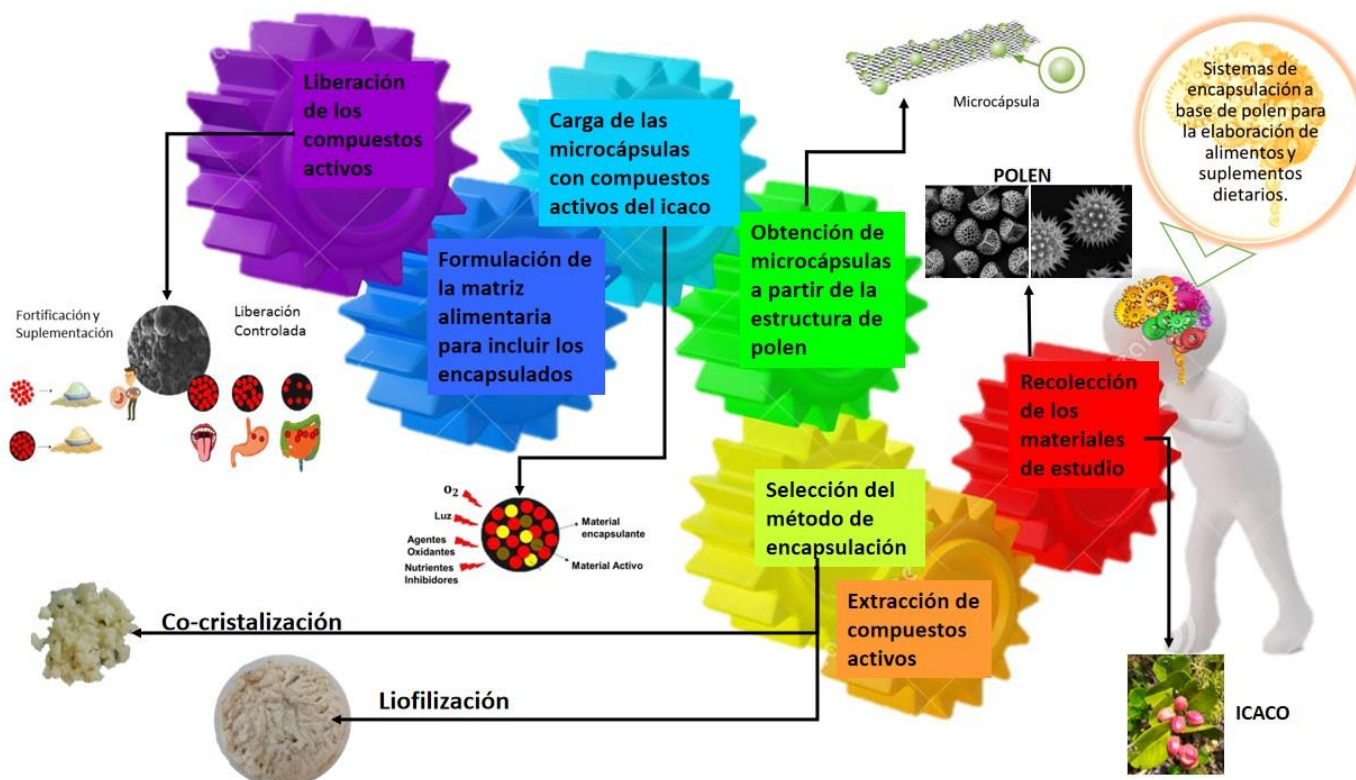 Liberación
de los
compuestos
activos
Carga de las
microcápsulas
con compuestos
activos del icaco
Microcápsula
Sistemas de
encapsulación a
base de polen para
la elaboración de
alimentos y
suplementos
dietarios.
POLEN
Formulación de
la matriz
alimentaria
para incluir los
encapsulados
Obtención de
microcápsulas
a partir de la
estructura de
polen
Fortificación y
Suplementación
Liberación
Controlada
Recolección
de los
materiales
de estudio
Selección del
método de
encapsulación
O₂
Luz
Agentes
Oxidantes
Nutrientes
Inhibidores
Material
encapsulante
Material Activo
Extracción de
compuestos
activos
Co-cristalización
Liofilización
ICACO